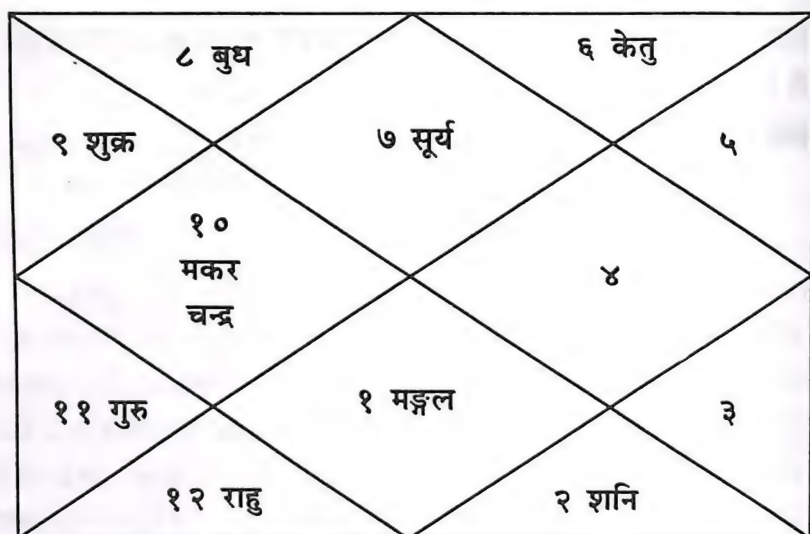 ८ बुध
६ केतु
९ शुक्र
७ सूर्य
५
१०
मकर
चन्द्र
४
११ गुरु
१ मङ्गल
३
१२ राहु
२ शनि